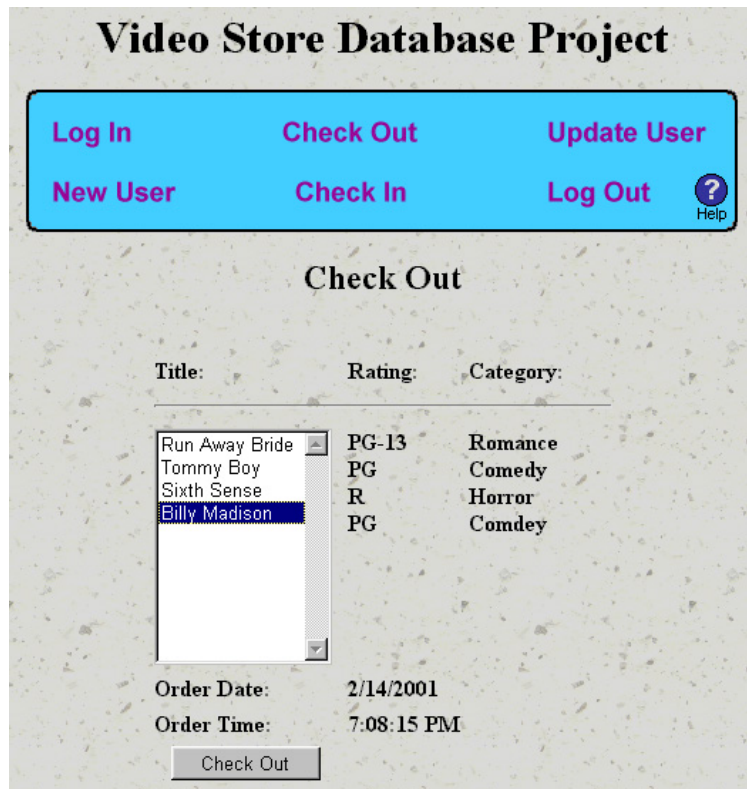 Video Store Database Project
Log In Check Out Update User
New User Check In Log Out ?
Help
Check Out
Title: Rating: Category:
Run Away Bride PG-13 Romance
Tommy Boy PG Comedy
Sixth Sense R Horror
Billy Madison PG Comdey
Order Date: 2/14/2001
Order Time: 7:08:15 PM
Check Out